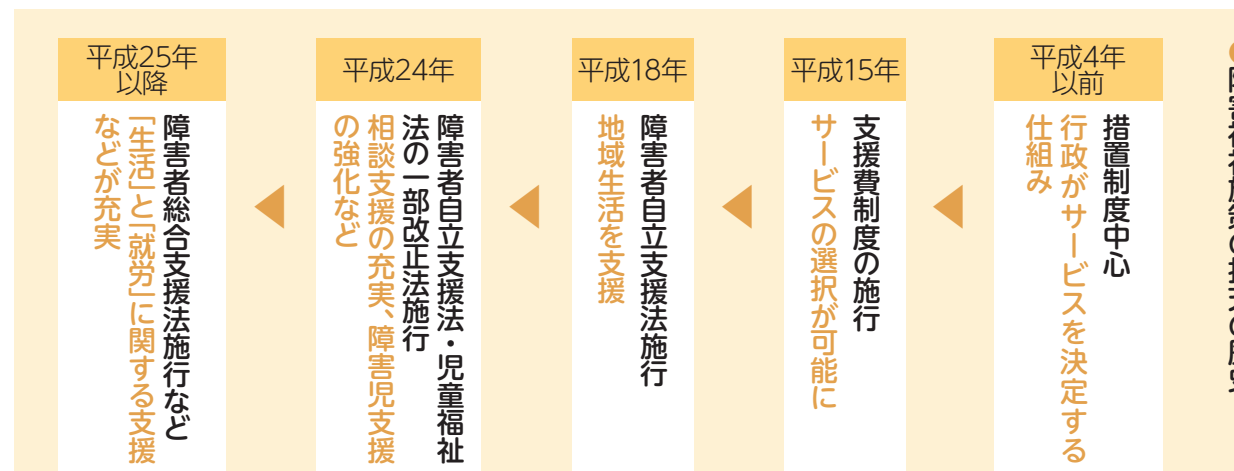 平成4年
以前
措置制度中心
行政がサービスを決定する
仕組み
平成15年
支援費制度の施行
サービスの選択が可能に
平成18年
障害者自立支援法施行
地域生活を支援
平成24年
障害者自立支援法・児童福祉
法の一部改正法施行
相談支援の充実、障害児支援
の強化など
平成25年
以降
障害者総合支援法施行など
「生活」と「就労」に関する支援
などが充実